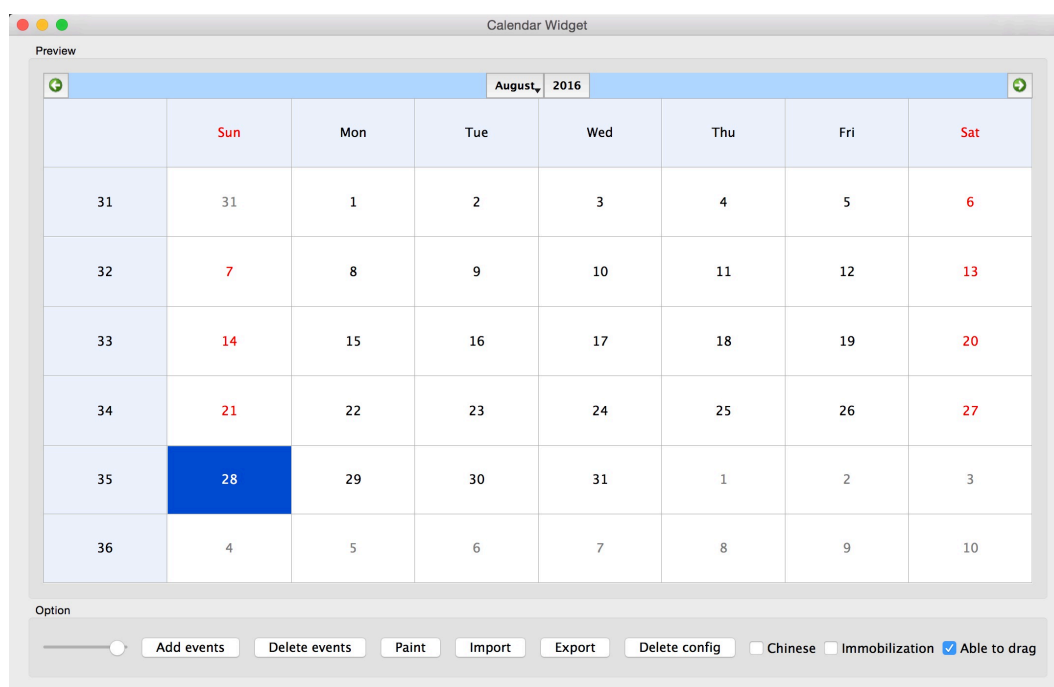 Calendar Widget
Preview
August 2016
Sun Mon Tue Wed Thu Fri Sat
31 31 1 2 3 4 5 6
32 7 8 9 10 11 12 13
33 14 15 16 17 18 19 20
34 21 22 23 24 25 26 27
35 28 29 30 31 1 2 3
36 4 5 6 7 8 9 10
Option
Add events Delete events Paint Import Export Delete config Chinese Immobilization Able to drag